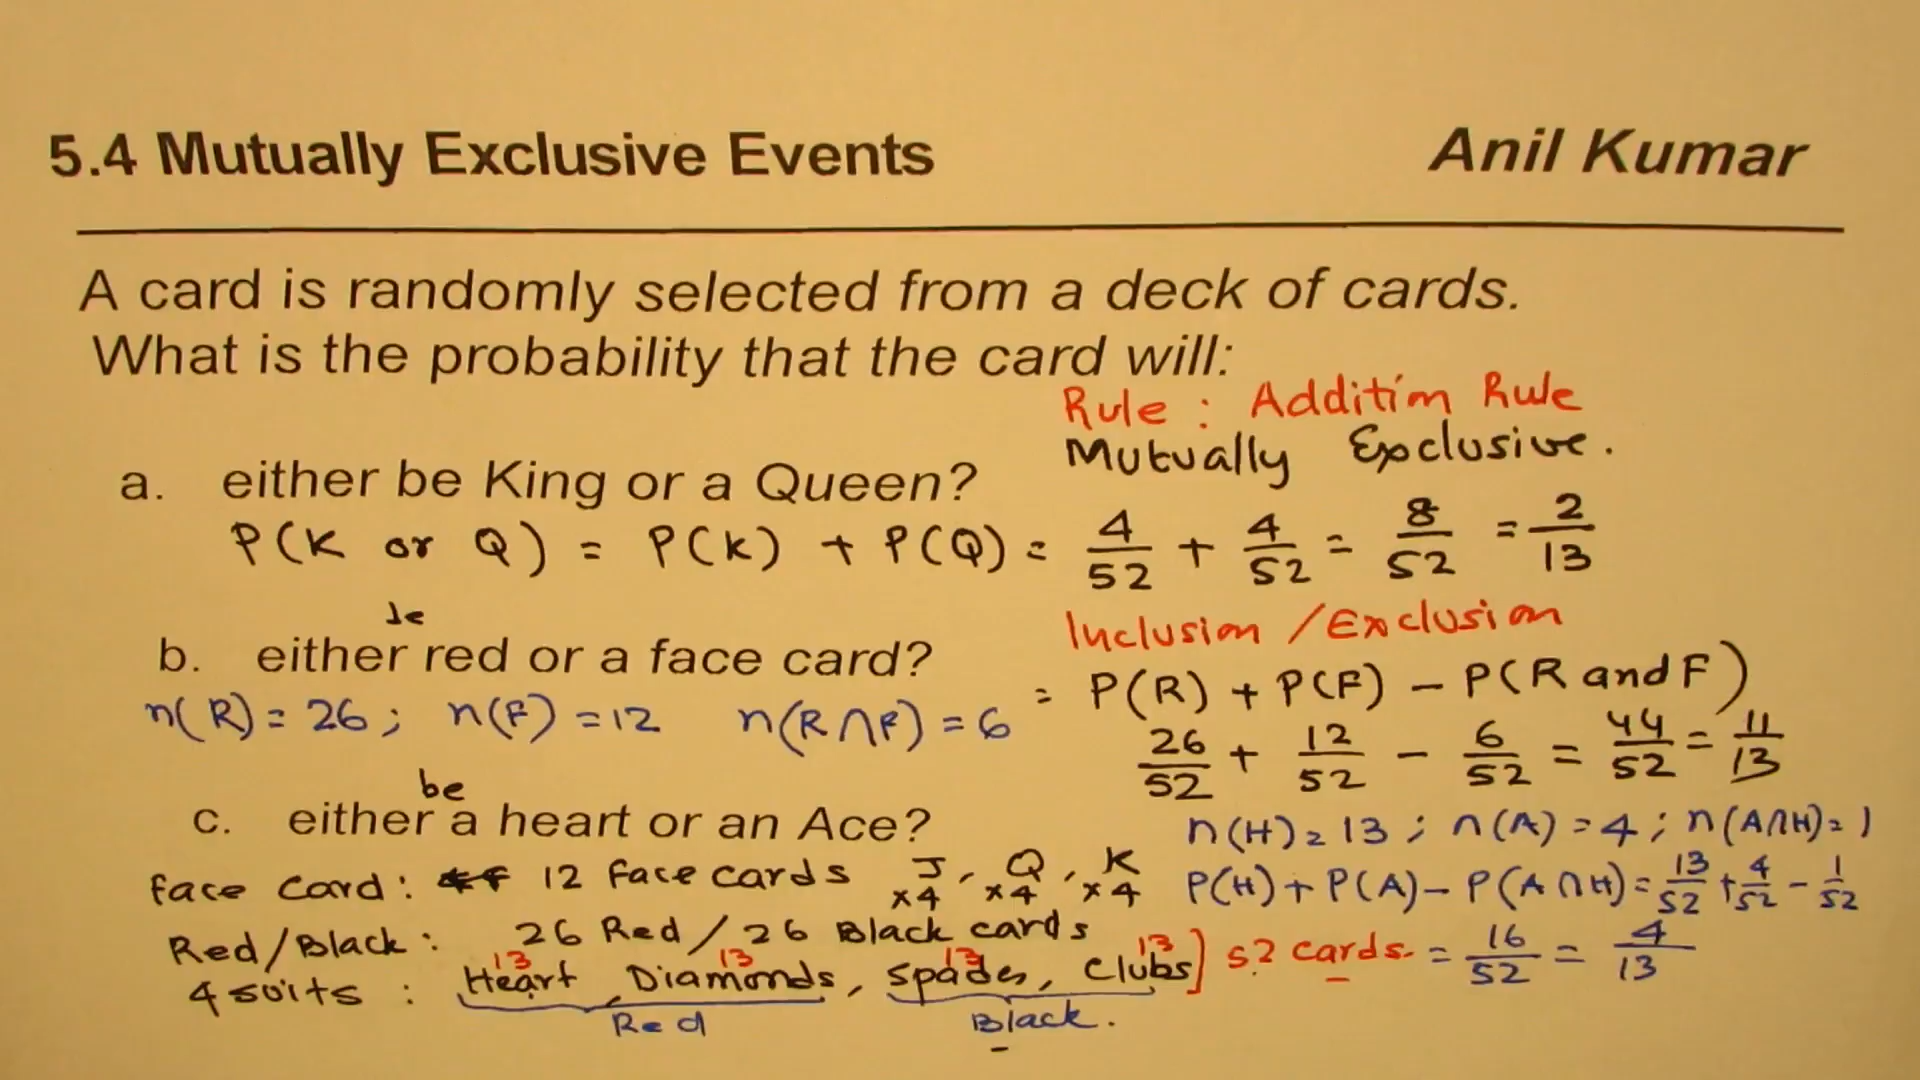 5.4 Mutually Exclusive Events Anil Kumar
A card is randomly selected from a deck of cards.
What is the probability that the card will:
Rule : Addition Rule
Mutually Exclusive.
a. either be King or a Queen?
P(K or Q) = P(K) + P(Q) = 4/52 + 4/52 = 8/52 = 2/13
Inclusion / Exclusion
be
b. either red or a face card?
= P(R) + P(F) - P(R and F)
n(R) = 26 ; n(F) = 12 n(R∩F) = 6
26/52 + 12/52 - 6/52 = 44/52 = 11/13
be
c. either a heart or an Ace?
n(H) = 13 ; n(A) = 4 ; n(A∩H) = 1
Face Card : 12 Face cards J, Q, K
×4 ×4 ×4
P(H) + P(A) - P(A∩H) = 13/52 + 4/52 - 1/52
Red/Black : 26 Red / 26 Black cards
13 13 13 13
4 suits : Heart, Diamonds, Spades, Clubs] 52 cards. = 16/52 = 4/13
Red Black.